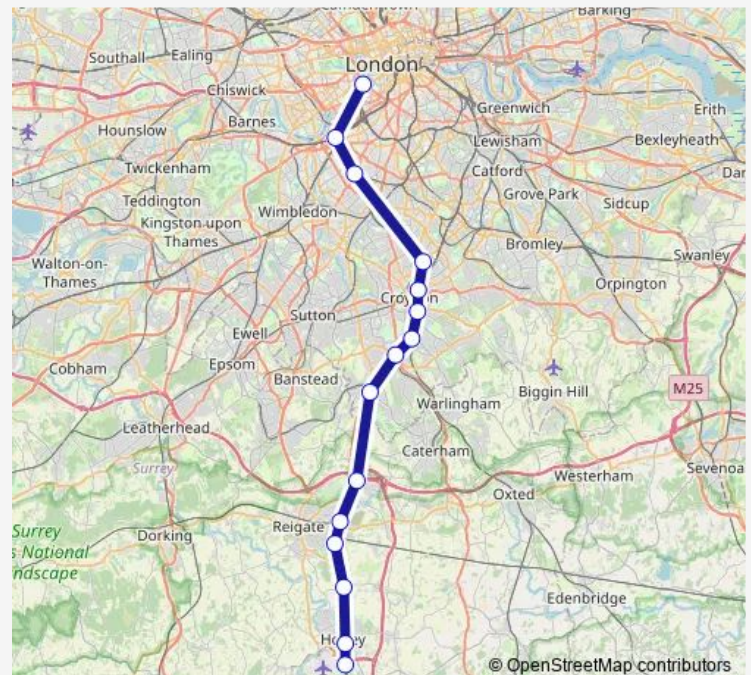 Barking
Southall
Ealing
London
Chiswick
Greenwich
Erith
Barnes
Hounslow
Lewisham
Bexleyheath
Twickenham
Catford
Dar
Teddington
Grove Park
Sidcup
Kingston upon
Thames
Wimbledon
Bromley
Swanley
Walton-on-
Thames
Orpington
Sutton
Ewell
Epsom
Cobham
Banstead
Biggin Hill
M25
Warlingham
Leatherhead
Caterham
Surrey
Westerham
Sevenoa
Oxted
Surrey
s National
ndscape
Dorking
Reigate
Edenbridge
© OpenStreetMap contributors